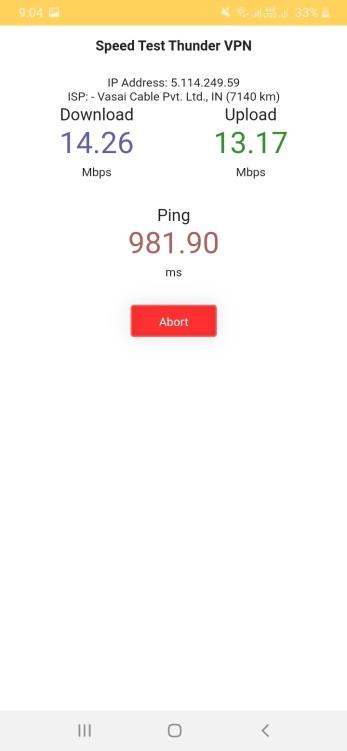 9:04
33%
Speed Test Thunder VPN
IP Address: 5.114.249.59
ISP: - Vasai Cable Pvt. Ltd., IN (7140 km)
Download Upload
14.26 13.17
Mbps Mbps
Ping
981.90
ms
Abort